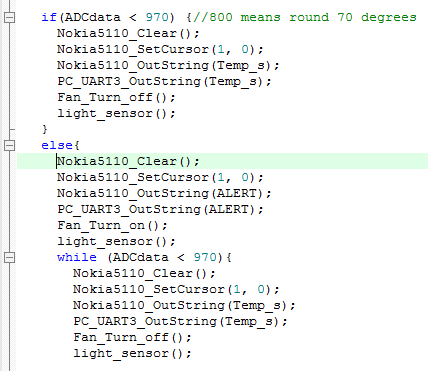 if(ADCdata < 970) {//800 means round 70 degrees
Nokia5110_Clear();
Nokia5110_SetCursor(1, 0);
Nokia5110_OutString(Temp_s);
PC_UART3_OutString(Temp_s);
Fan_Turn_off();
light_sensor();
}
else{
Nokia5110_Clear();
Nokia5110_SetCursor(1, 0);
Nokia5110_OutString(ALERT);
PC_UART3_OutString(ALERT);
Fan_Turn_on();
light_sensor();
while (ADCdata < 970){
Nokia5110_Clear();
Nokia5110_SetCursor(1, 0);
Nokia5110_OutString(Temp_s);
PC_UART3_OutString(Temp_s);
Fan_Turn_off();
light_sensor();